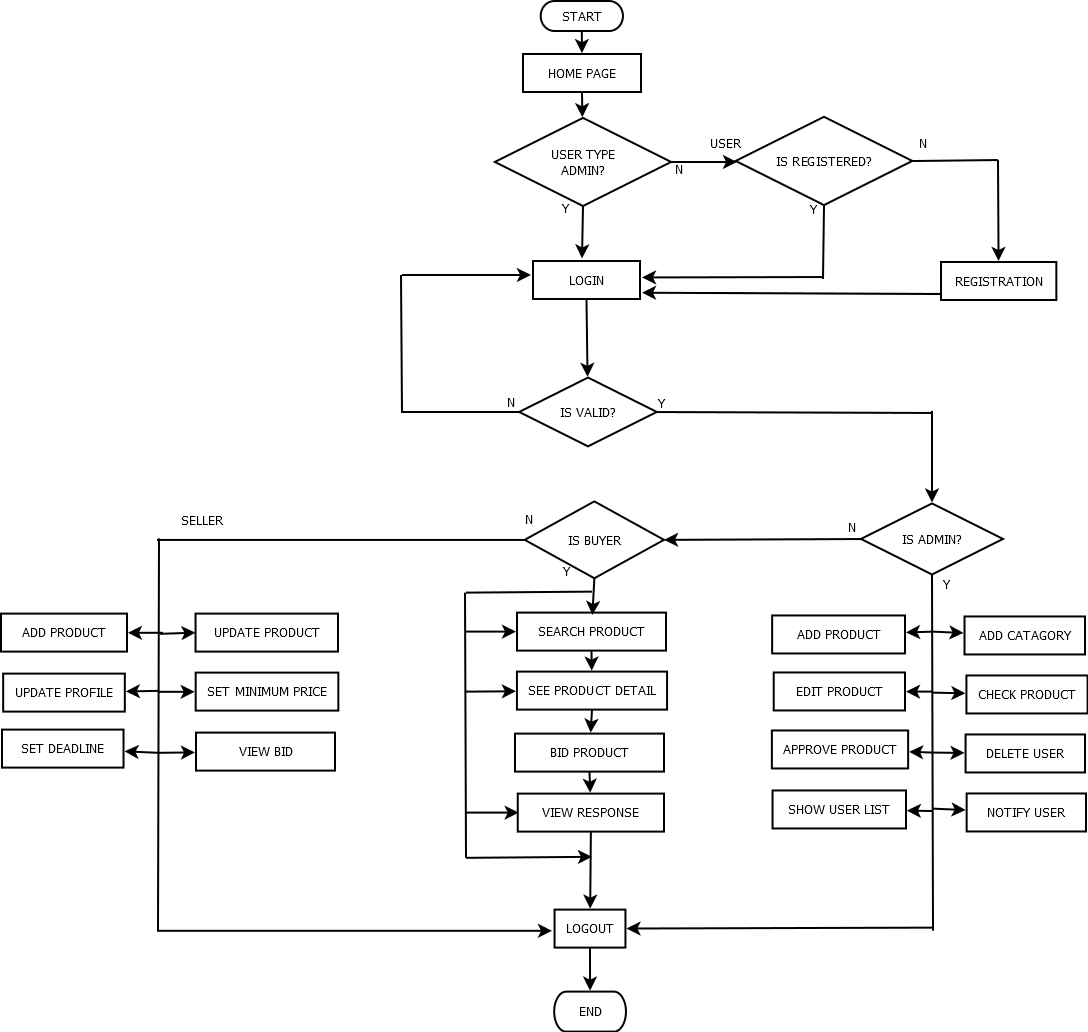 START
HOME PAGE
USER TYPE
ADMIN?
N
Y
USER
IS REGISTERED?
N
Y
LOGIN
REGISTRATION
N
IS VALID?
Y
SELLER
N
IS BUYER
Y
N
IS ADMIN?
Y
ADD PRODUCT
UPDATE PRODUCT
UPDATE PROFILE
SET MINIMUM PRICE
SET DEADLINE
VIEW BID
SEARCH PRODUCT
SEE PRODUCT DETAIL
BID PRODUCT
VIEW RESPONSE
ADD PRODUCT
ADD CATAGORY
EDIT PRODUCT
CHECK PRODUCT
APPROVE PRODUCT
DELETE USER
SHOW USER LIST
NOTIFY USER
LOGOUT
END